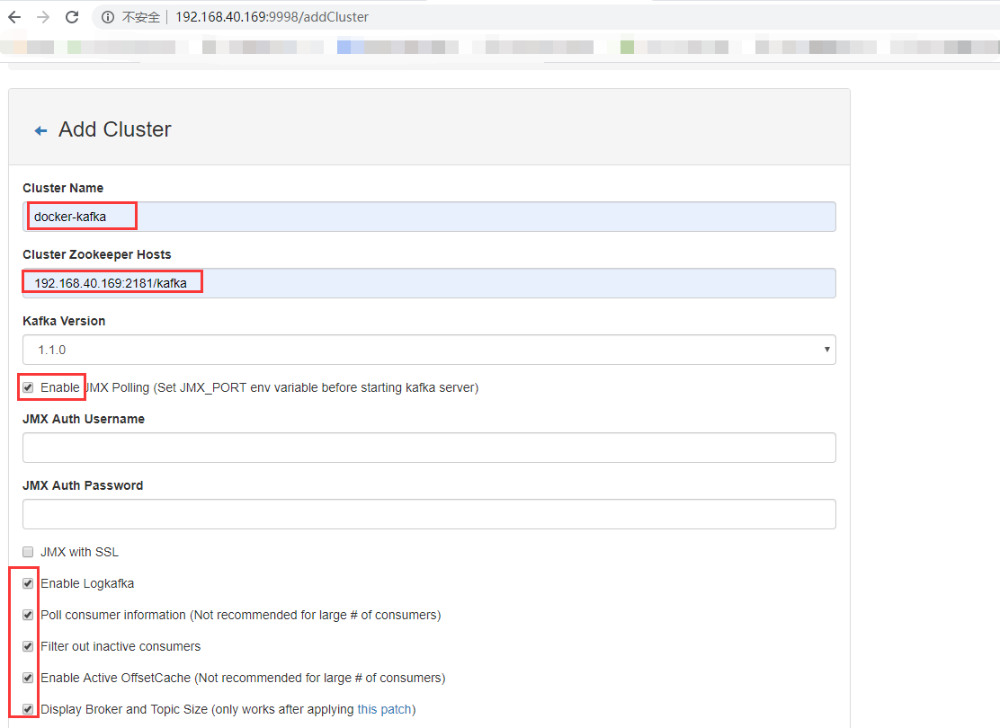 不安全 192.168.40.169:9998/addCluster
Add Cluster
Cluster Name
docker-kafka
Cluster Zookeeper Hosts
192.168.40.169:2181/kafka
Kafka Version
1.1.0
Enable JMX Polling (Set JMX_PORT env variable before starting kafka server)
JMX Auth Username
JMX Auth Password
JMX with SSL
Enable Logkafka
Poll consumer information (Not recommended for large # of consumers)
Filter out inactive consumers
Enable Active OffsetCache (Not recommended for large # of consumers)
Display Broker and Topic Size (only works after applying this patch)